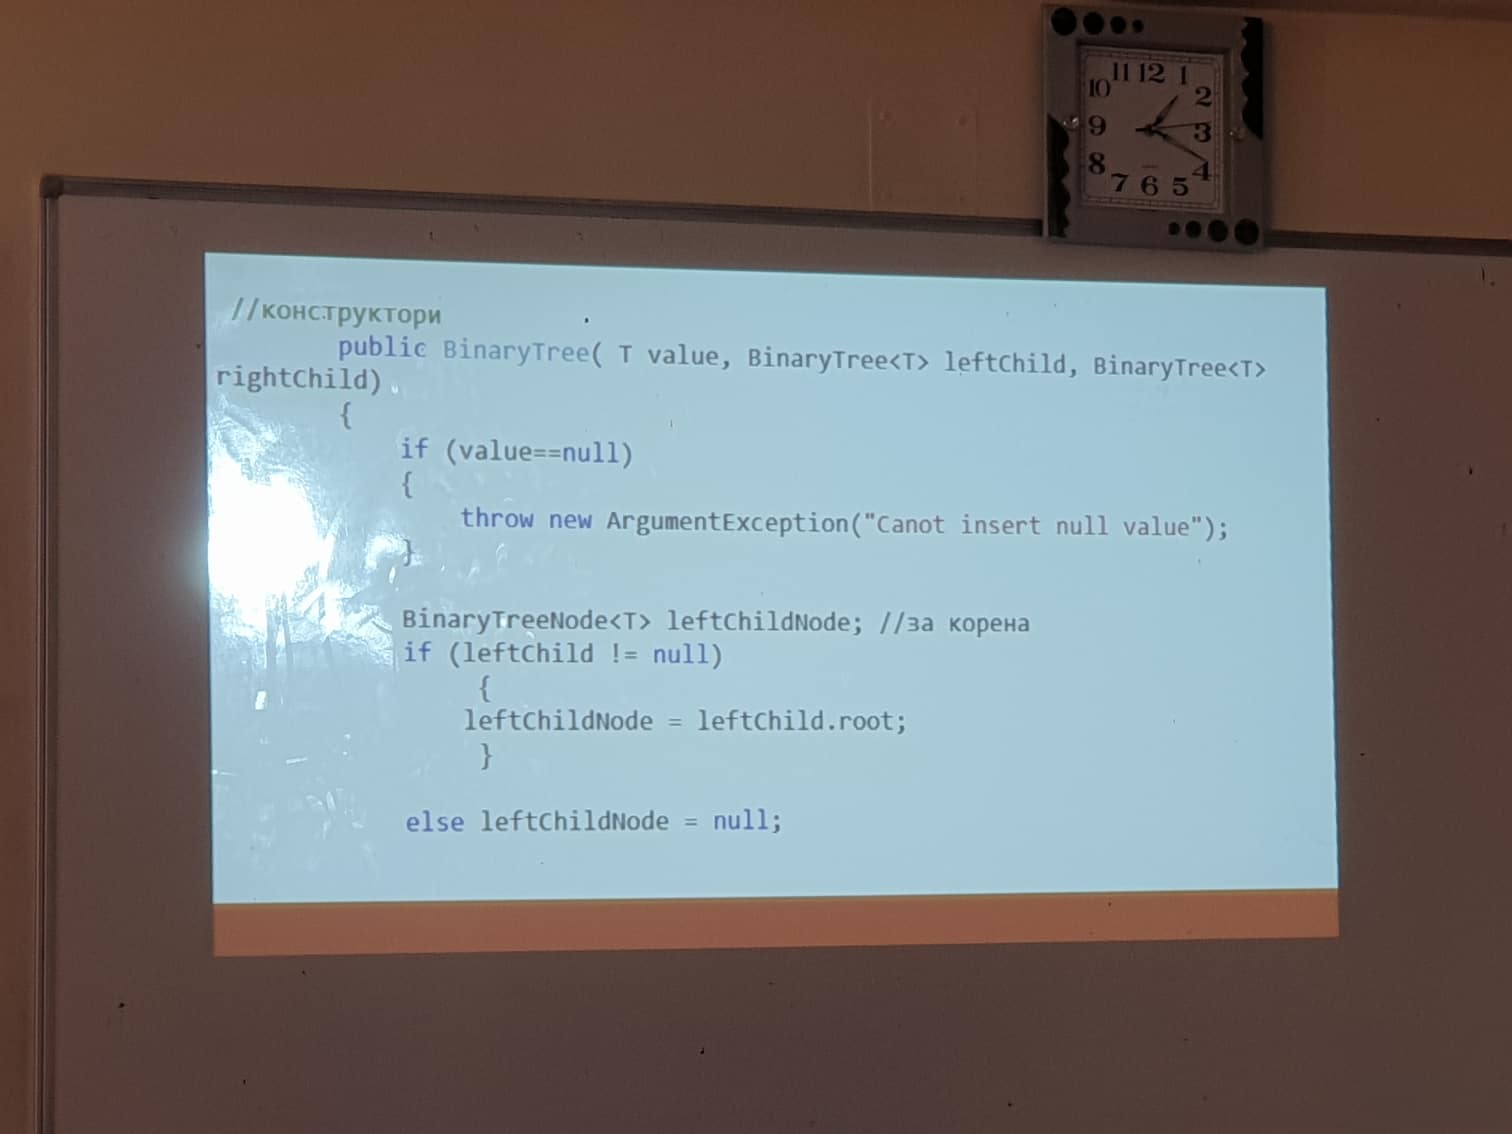 11 12 1
10 2
9 3
8 4
7 6 5
//конструктори
public BinaryTree( T value, BinaryTree<T> leftChild, BinaryTree<T>
rightChild)
{
if (value==null)
{
throw new ArgumentException("Canot insert null value");
}
BinaryTreeNode<T> leftChildNode; //за корена
if (leftChild != null)
{
leftChildNode = leftChild.root;
}
else leftChildNode = null;